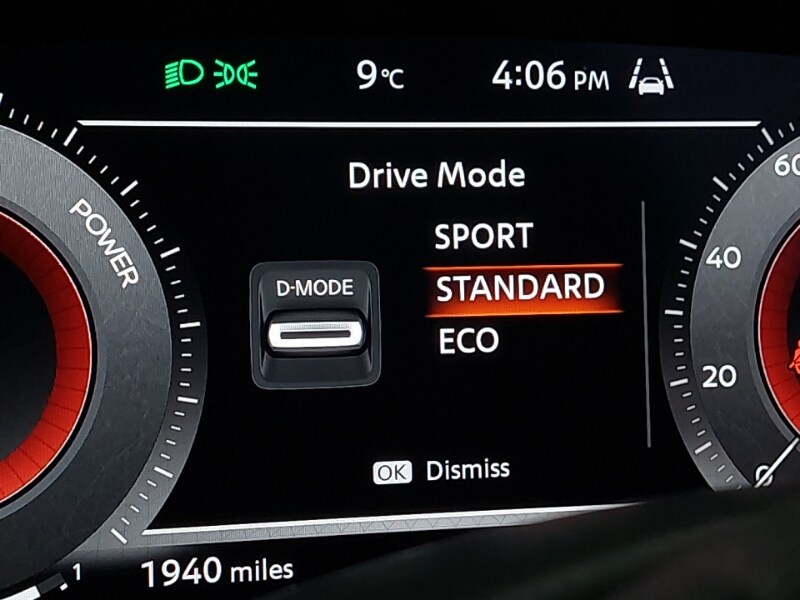 9°C 4:06 PM
Drive Mode
POWER
SPORT
D-MODE
STANDARD
ECO
OK Dismiss
60
40
20
0
1
1940 miles